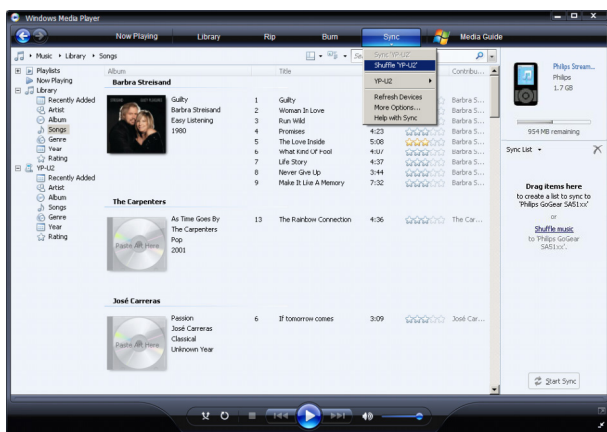 Windows Media Player
Now Playing Library Rip Burn Sync Media Guide
Music Library Songs
Sync 'YP-U2'
Shuffle 'YP-U2'
YP-U2
Refresh Devices
More Options...
Help with Sync
Album Title Contribu...
Playlists
Now Playing
Library
Recently Added
Artist
Album
Songs
Genre
Year
Rating
YP-U2
Recently Added
Artist
Album
Songs
Genre
Year
Rating
Barbra Streisand
Guilty
Barbra Streisand
Easy Listening
1980
1 Guilty
2 Woman In Love Barbra S...
3 Run Wild Barbra S...
4 Promises 4:23 Barbra S...
5 The Love Inside 5:08 Barbra S...
6 What Kind Of Fool 4:07 Barbra S...
7 Life Story 4:37 Barbra S...
8 Never Give Up 3:44 Barbra S...
9 Make It Like A Memory 7:32 Barbra S...
The Carpenters
Paste Art Here
As Time Goes By
The Carpenters
Pop
2001
13 The Rainbow Connection 4:36 The Car...
José Carreras
Paste Art Here
Passion
José Carreras
Classical
Unknown Year
6 If tomorrow comes 3:09 José Car...
Philips Stream...
Philips
1.7 GB
954 MB remaining
Sync List
Drag items here
to create a list to sync to
'Philips GoGear SA51xx'
or
Shuffle music
to 'Philips GoGear
SA51xx'.
Start Sync